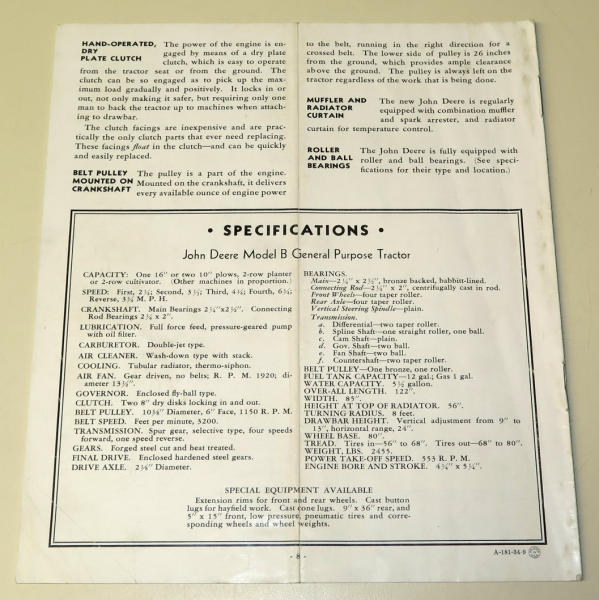 HAND-OPERATED, DRY PLATE CLUTCH The power of the engine is en-
gaged by means of a dry plate
clutch, which is easy to operate
from the tractor seat or from the ground. The
clutch can be so engaged as to pick up the max-
imum load gradually and positively. It locks in or
out, not only making it safer, but requiring only one
man to back the tractor up to machines when attach-
ing to drawbar.
The clutch facings are inexpensive and are prac-
tically the only clutch parts that ever need replacing.
These facings float in the clutch—and can be quickly
and easily replaced.
BELT PULLEY MOUNTED ON CRANKSHAFT The pulley is a part of the engine.
Mounted on the crankshaft, it delivers
every available ounce of engine power
to the belt, running in the right direction for a
crossed belt. The lower side of pulley is 26 inches
from the ground, which provides ample clearance
above the ground. The pulley is always left on the
tractor regardless of the work that is being done.
MUFFLER AND RADIATOR CURTAIN The new John Deere is regularly
equipped with combination muffler
and spark arrester, and radiator
curtain for temperature control.
ROLLER AND BALL BEARINGS The John Deere is fully equipped with
roller and ball bearings. (See speci-
fications for their type and location.)
• SPECIFICATIONS •
John Deere Model B General Purpose Tractor
CAPACITY: One 16" or two 10" plows, 2-row planter
or 2-row cultivator. (Other machines in proportion.)
SPEED: First, 2¼; Second, 3½; Third, 4¾; Fourth, 6¼;
Reverse, 3¾ M. P. H.
CRANKSHAFT. Main Bearings 2¼"x2½". Connecting
Rod Bearings 2¼ x 2".
LUBRICATION. Full force feed, pressure-geared pump
with oil filter.
CARBURETOR. Double-jet type.
AIR CLEANER. Wash-down type with stack.
COOLING. Tubular radiator, thermo-siphon.
AIR FAN. Gear driven, no belts; R. P. M. 1920; di-
ameter 13¼".
GOVERNOR. Enclosed fly-ball type.
CLUTCH. Two 8" dry disks locking in and out.
BELT PULLEY. 10¾" Diameter, 6" Face, 1150 R. P. M.
BELT SPEED. Feet per minute, 3200.
TRANSMISSION. Spur gear, selective type, four speeds
forward, one speed reverse.
GEARS. Forged steel cut and heat treated.
FINAL DRIVE. Enclosed hardened steel gears.
DRIVE AXLE. 2⅜" Diameter.
BEARINGS.
Main—2¼" x 2½", bronze backed, babbitt-lined.
Connecting Rod—2¼" x 2", centrifugally cast in rod.
Front Wheels—four taper roller.
Rear Axle—four taper roller.
Vertical Steering Spindle—plain.
Transmission.
a. Differential—two taper roller.
b. Spline Shaft—one straight roller, one ball.
c. Cam Shaft—plain.
d. Gov. Shaft—two ball.
e. Fan Shaft—two ball.
f. Countershaft—two taper roller.
BELT PULLEY—One bronze, one roller.
FUEL TANK CAPACITY—12 gal.; Gas 1 gal.
WATER CAPACITY. 5½ gallon.
OVER-ALL LENGTH. 122".
WIDTH. 85".
HEIGHT AT TOP OF RADIATOR. 56".
TURNING RADIUS. 8 feet.
DRAWBAR HEIGHT. Vertical adjustment from 9" to
13", horizontal range, 24".
WHEEL BASE. 80".
TREAD. Tires in—56" to 68". Tires out—68" to 80".
WEIGHT, LBS. 2455.
POWER TAKE-OFF SPEED. 553 R. P. M.
ENGINE BORE AND STROKE. 4¼" x 5¼".
SPECIAL EQUIPMENT AVAILABLE
Extension rims for front and rear wheels. Cast button
lugs for hayfield work. Cast cone lugs. 9" x 36" rear, and
5" x 15" front, low pressure, pneumatic tires and corre-
sponding wheels and wheel weights.
- 8 -
A-181-34-9